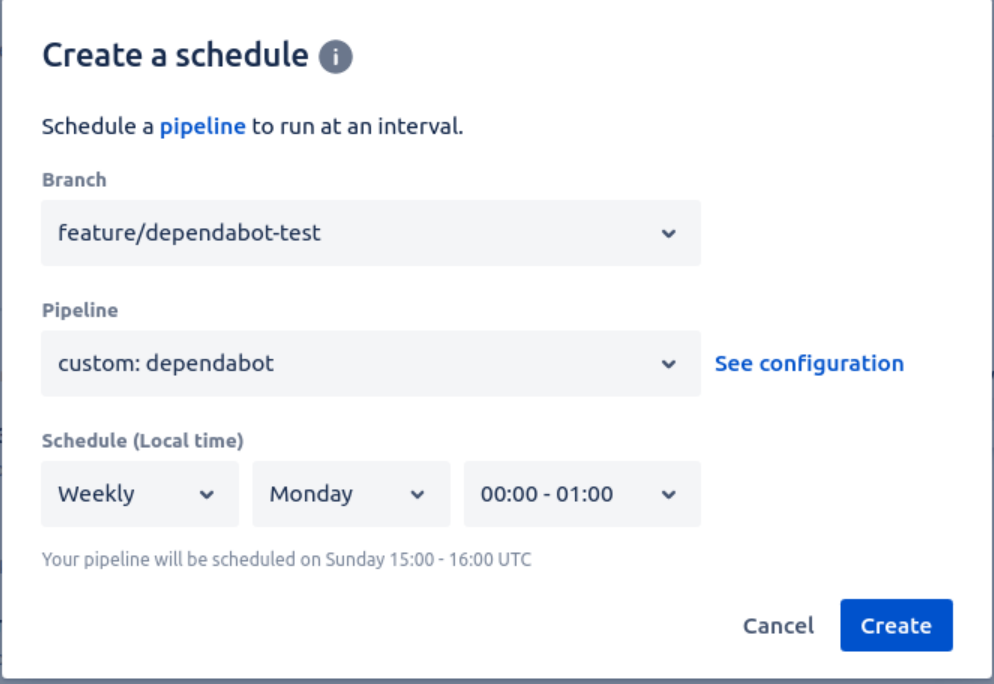 Create a schedule i
Schedule a pipeline to run at an interval.
Branch
feature/dependabot-test
Pipeline
custom: dependabot
See configuration
Schedule (Local time)
Weekly Monday 00:00 - 01:00
Your pipeline will be scheduled on Sunday 15:00 - 16:00 UTC
Cancel Create